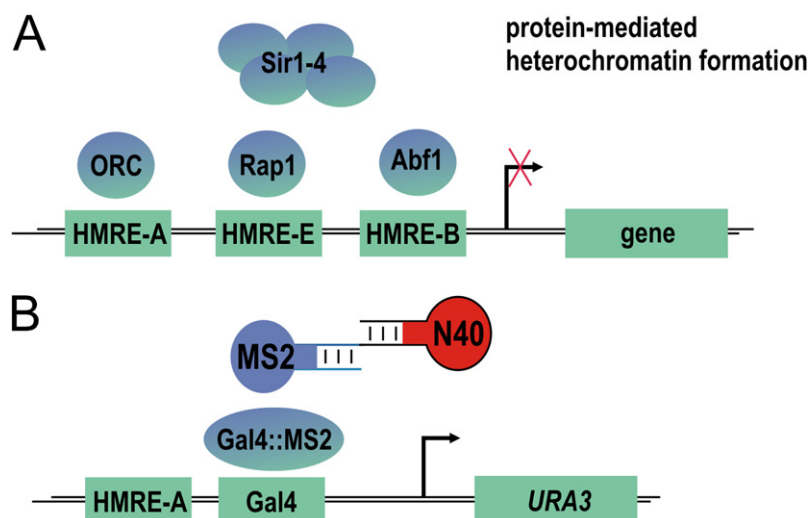 A
protein-mediated
heterochromatin formation
Sir1-4
ORC
Rap1
Abf1
HMRE-A
HMRE-E
HMRE-B
gene
B
MS2
N40
Gal4::MS2
HMRE-A
Gal4
URA3